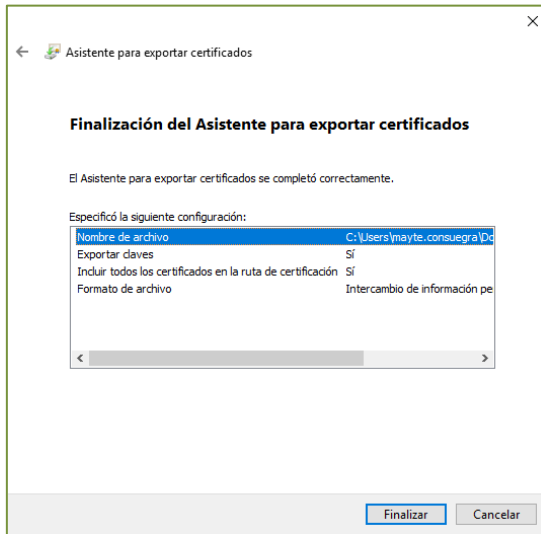 Asistente para exportar certificados
Finalización del Asistente para exportar certificados
El Asistente para exportar certificados se completó correctamente.
Especificó la siguiente configuración:
Nombre de archivo C:\Users\mayte.consuegra\Do
Exportar claves Sí
Incluir todos los certificados en la ruta de certificación Sí
Formato de archivo Intercambio de información pe
Finalizar Cancelar